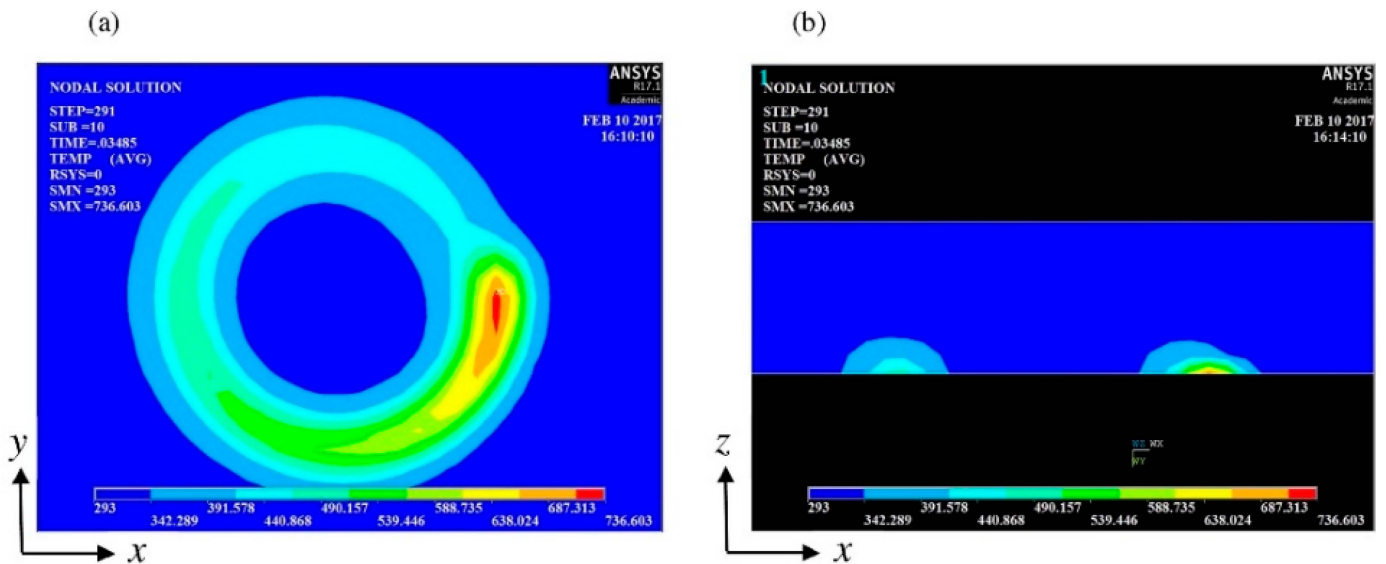 (a)
NODAL SOLUTION
STEP=291
SUB =10
TIME=.03485
TEMP (AVG)
RSYS=0
SMN =293
SMX =736.603
ANSYS
R17.1
Academic
FEB 10 2017
16:10:10
y
293 391.578 490.157 588.735 687.313
342.289 440.868 539.446 638.024 736.603
x
(b)
1
NODAL SOLUTION
STEP=291
SUB =10
TIME=.03485
TEMP (AVG)
RSYS=0
SMN =293
SMX =736.603
ANSYS
R17.1
Academic
FEB 10 2017
16:14:10
z
WX
WY
293 391.578 490.157 588.735 687.313
342.289 440.868 539.446 638.024 736.603
x